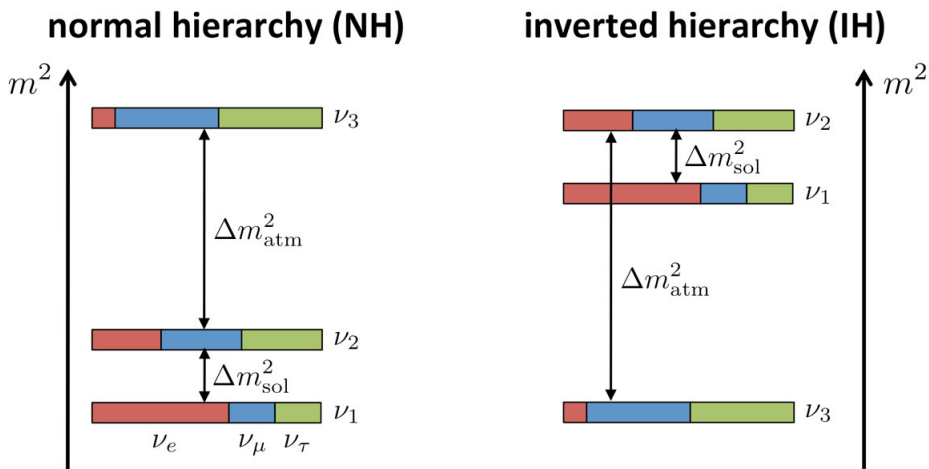 normal hierarchy (NH)
inverted hierarchy (IH)
m²
ν₃
Δm²atm
ν₂
Δm²sol
ν₁
νₑ νμ ντ
m²
ν₂
Δm²sol
ν₁
Δm²atm
ν₃